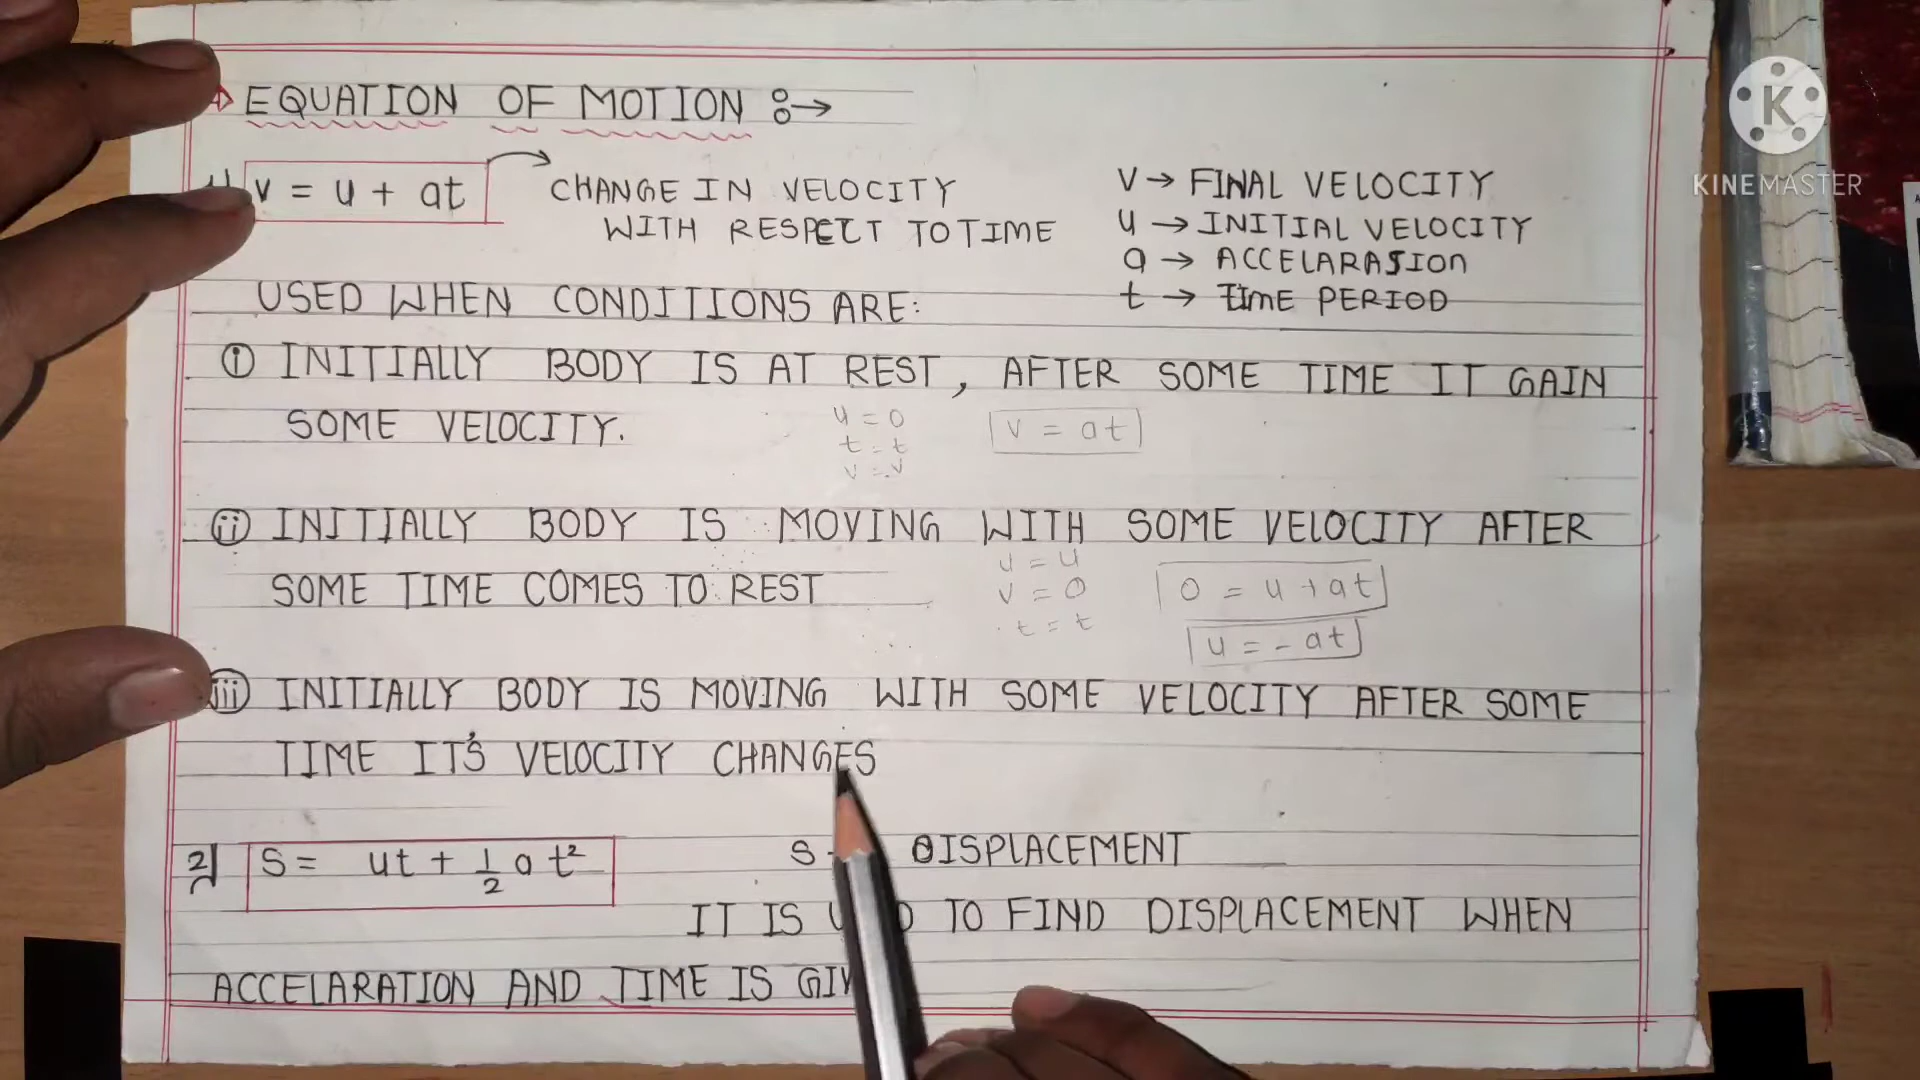 EQUATION OF MOTION :→
v = u + at
CHANGE IN VELOCITY
WITH RESPECT TO TIME
V → FINAL VELOCITY
u → INITIAL VELOCITY
a → ACCELARASION
t → TIME PERIOD
KINEMASTER
USED WHEN CONDITIONS ARE:
(i) INITIALLY BODY IS AT REST, AFTER SOME TIME IT GAIN
SOME VELOCITY.
u = 0
t = t
v = v
v = at
(ii) INITIALLY BODY IS MOVING WITH SOME VELOCITY AFTER
SOME TIME COMES TO REST
u = u
v = 0
t = t
0 = u + at
u = - at
(iii) INITIALLY BODY IS MOVING WITH SOME VELOCITY AFTER SOME
TIME IT'S VELOCITY CHANGES
2) S = ut + 1/2 a t²
S DISPLACEMENT
IT IS TO FIND DISPLACEMENT WHEN
ACCELARATION AND TIME IS